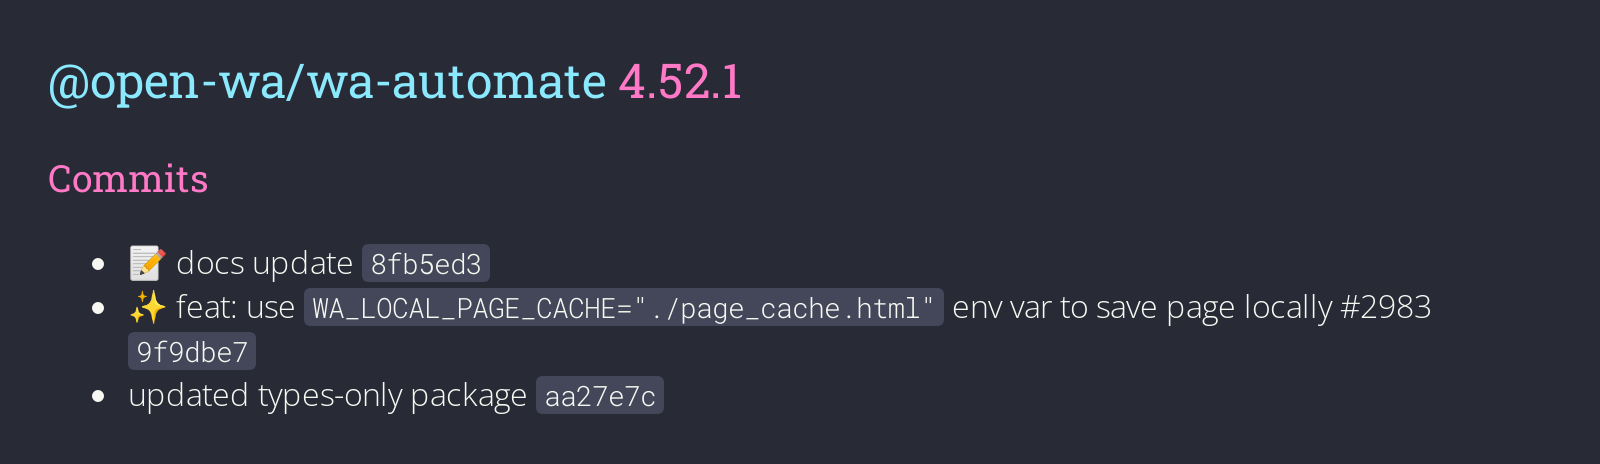 @open-wa/wa-automate 4.52.1
Commits
📝 docs update 8fb5ed3
✨ feat: use WA_LOCAL_PAGE_CACHE="./page_cache.html" env var to save page locally #2983
9f9dbe7
updated types-only package aa27e7c